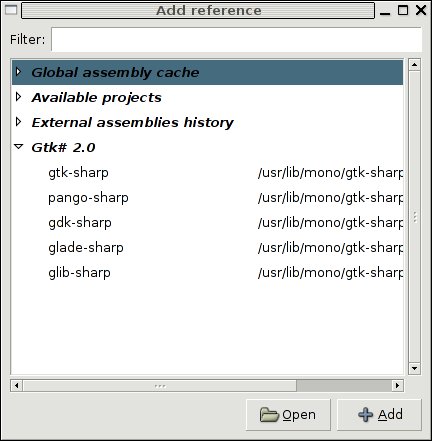 Add reference
Filter:
Global assembly cache
Available projects
External assemblies history
Gtk# 2.0
gtk-sharp /usr/lib/mono/gtk-sharp
pango-sharp /usr/lib/mono/gtk-sharp
gdk-sharp /usr/lib/mono/gtk-sharp
glade-sharp /usr/lib/mono/gtk-sharp
glib-sharp /usr/lib/mono/gtk-sharp
Open Add